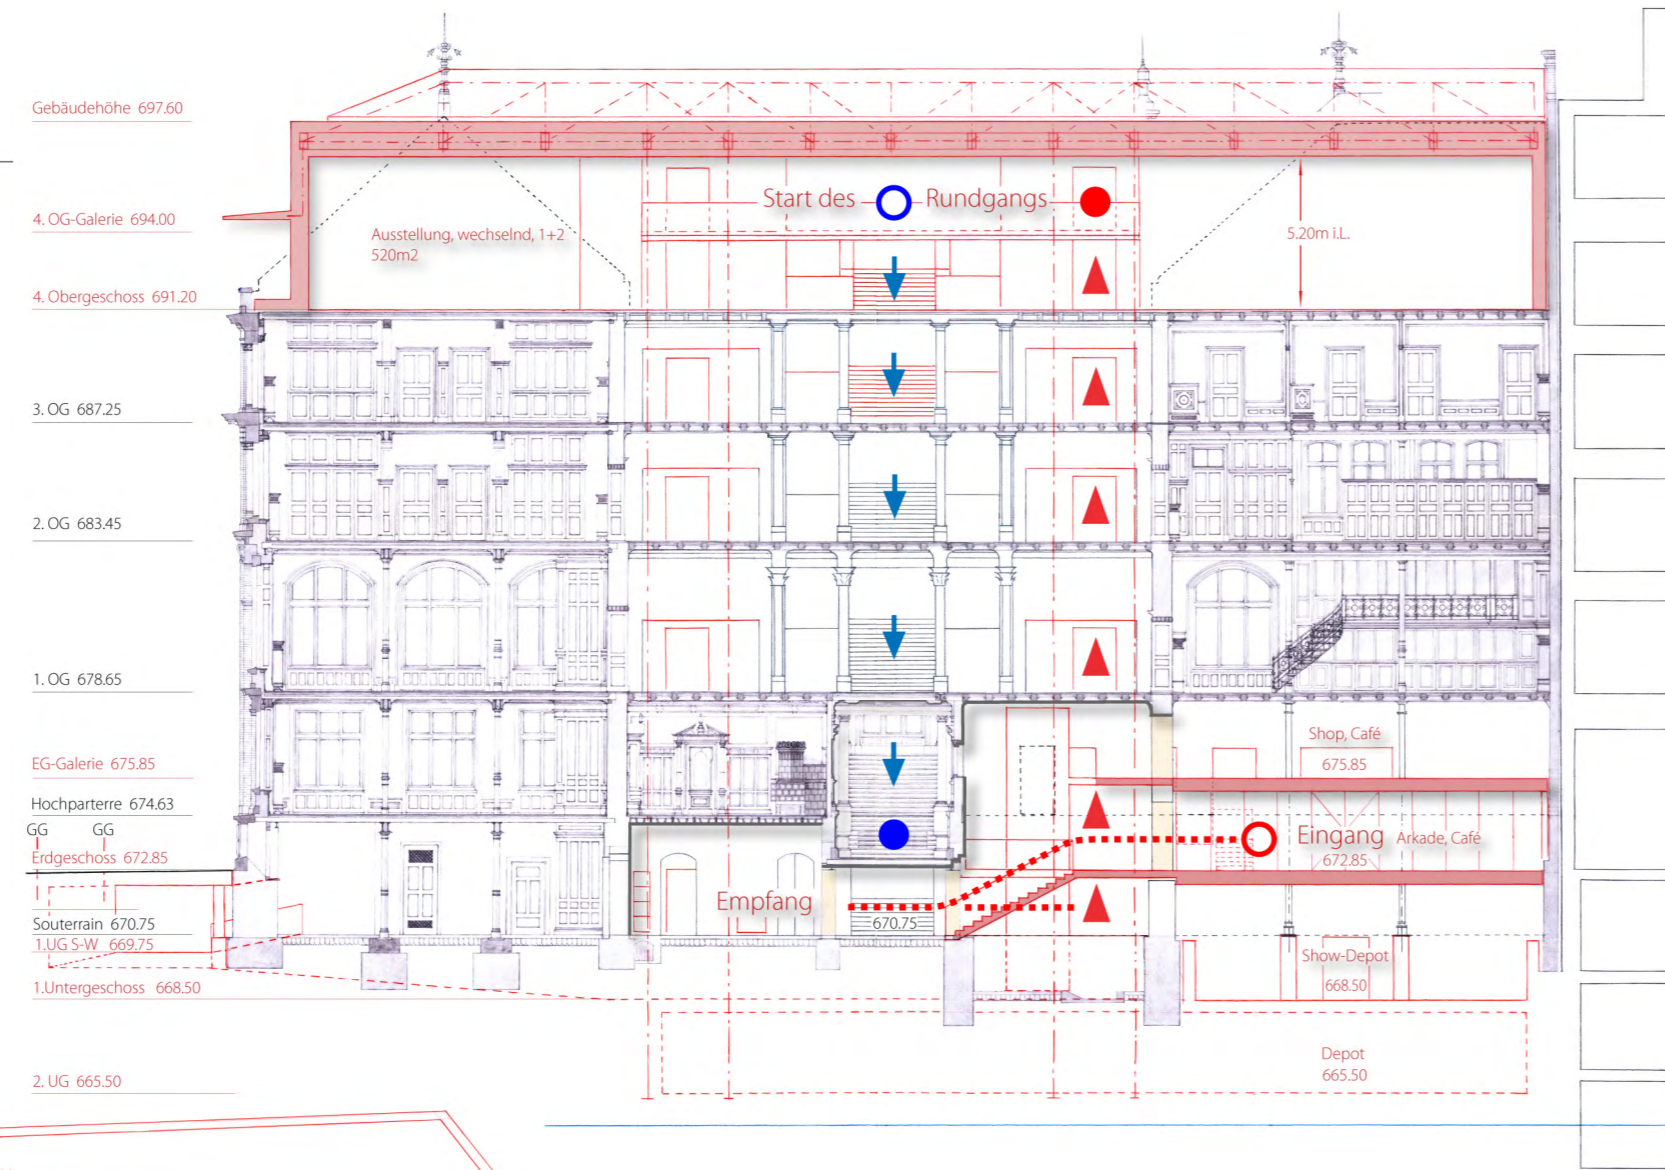 Gebäudehöhe 697.60
4. OG-Galerie 694.00
4. Obergeschoss 691.20
3. OG 687.25
2. OG 683.45
1. OG 678.65
EG-Galerie 675.85
Hochparterre 674.63
GG GG
Erdgeschoss 672.85
Souterrain 670.75
1.UG S-W 669.75
1.Untergeschoss 668.50
2. UG 665.50
Start des Rundgangs
Ausstellung, wechselnd, 1+2
520m2
5.20m i.L.
Shop, Café
675.85
Eingang Arkade, Café
672.85
Empfang
670.75
Show-Depot
668.50
Depot
665.50